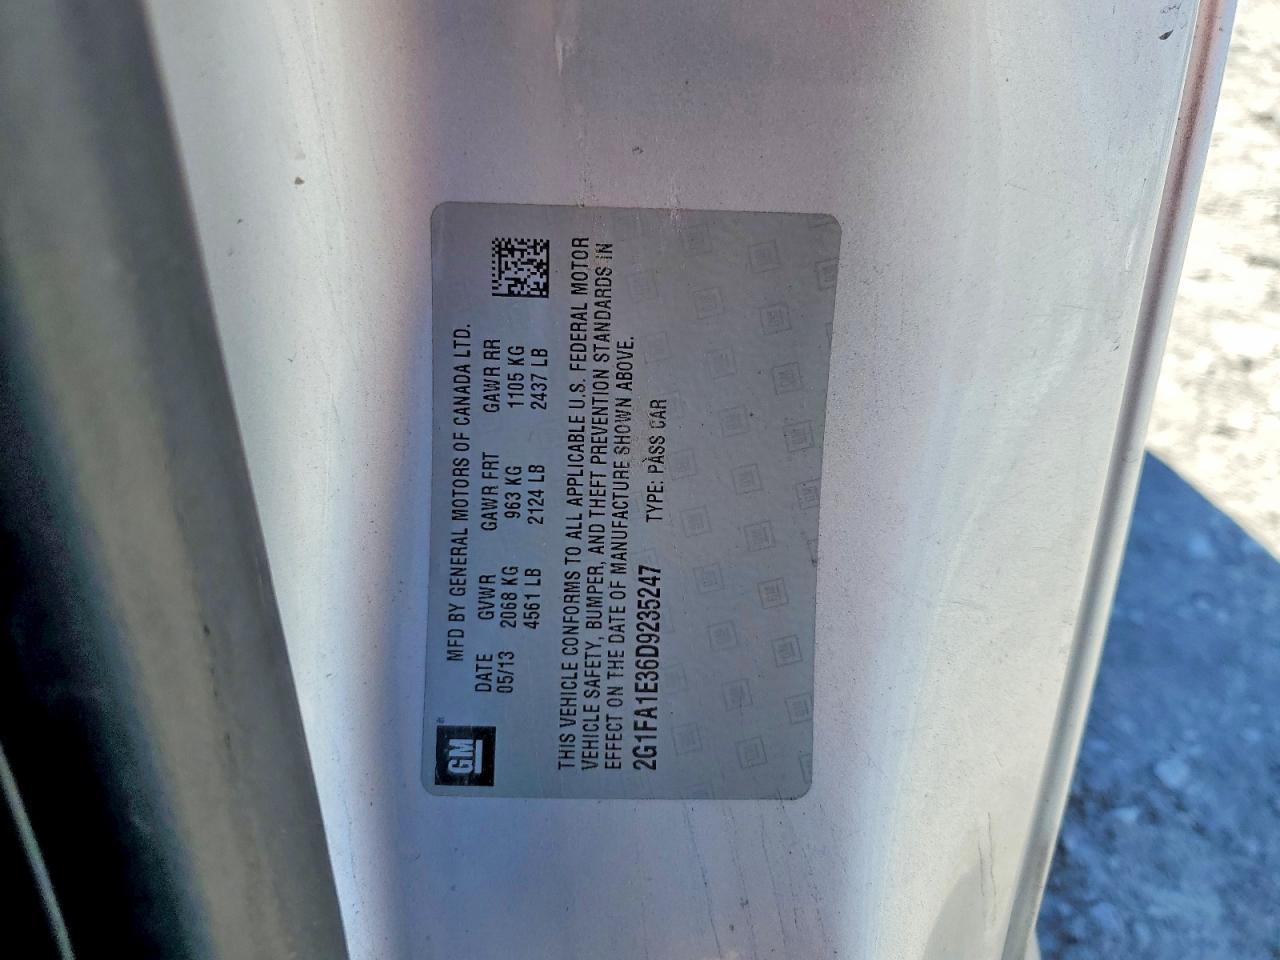 GM
MFD BY GENERAL MOTORS OF CANADA LTD.
DATE GVWR GAWR FRT GAWR RR
05/13 2068 KG 963 KG 1105 KG
4561 LB 2124 LB 2437 LB
THIS VEHICLE CONFORMS TO ALL APPLICABLE U.S. FEDERAL MOTOR
VEHICLE SAFETY, BUMPER, AND THEFT PREVENTION STANDARDS IN
EFFECT ON THE DATE OF MANUFACTURE SHOWN ABOVE.
2G1FA1E36D9235247 TYPE: PASS CAR